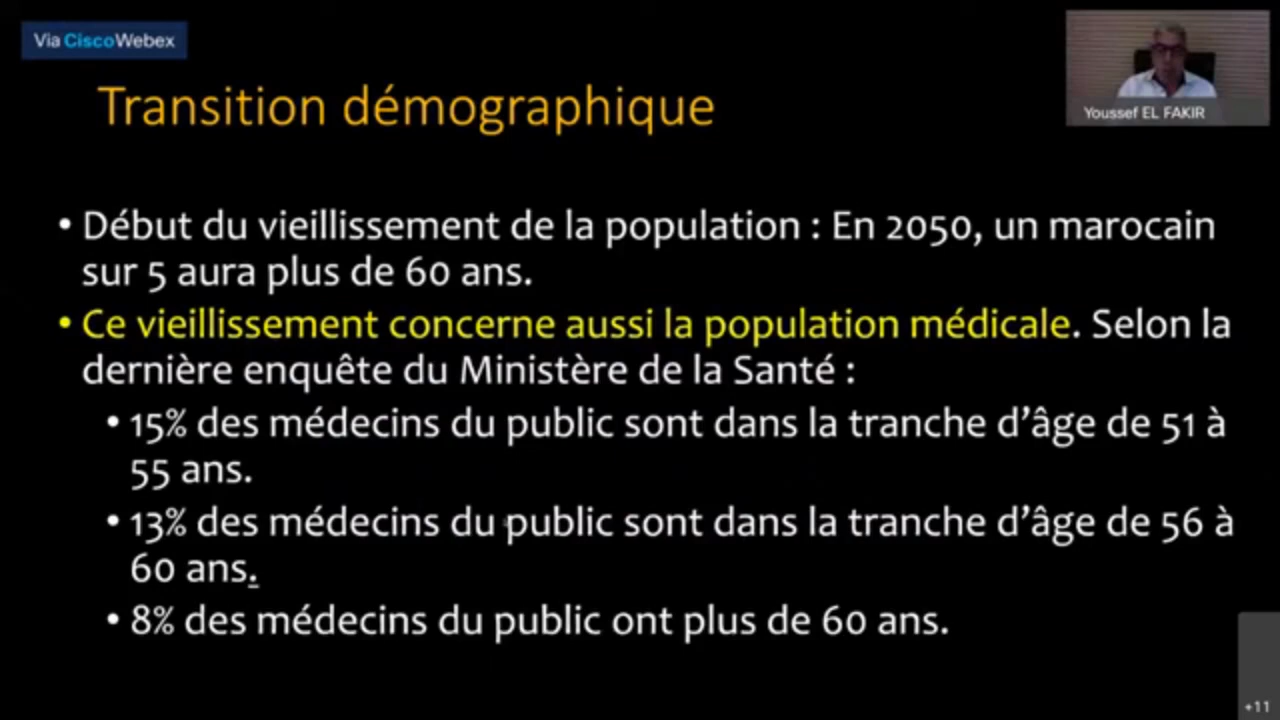 Via CiscoWebex
Youssef EL FAKIR
Transition démographique
• Début du vieillissement de la population : En 2050, un marocain
sur 5 aura plus de 60 ans.
• Ce vieillissement concerne aussi la population médicale. Selon la
dernière enquête du Ministère de la Santé :
• 15% des médecins du public sont dans la tranche d’âge de 51 à
55 ans.
• 13% des médecins du public sont dans la tranche d’âge de 56 à
60 ans.
• 8% des médecins du public ont plus de 60 ans.
+11